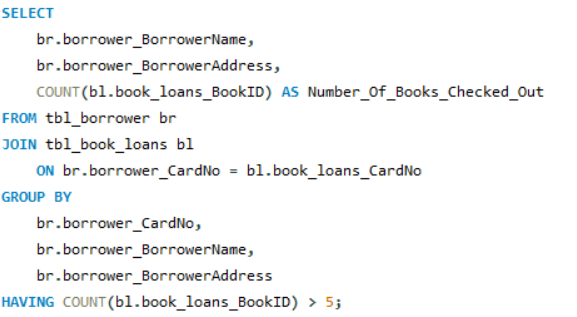 SELECT
br.borrower_BorrowerName,
br.borrower_BorrowerAddress,
COUNT(bl.book_loans_BookID) AS Number_Of_Books_Checked_Out
FROM tbl_borrower br
JOIN tbl_book_loans bl
ON br.borrower_CardNo = bl.book_loans_CardNo
GROUP BY
br.borrower_CardNo,
br.borrower_BorrowerName,
br.borrower_BorrowerAddress
HAVING COUNT(bl.book_loans_BookID) > 5;